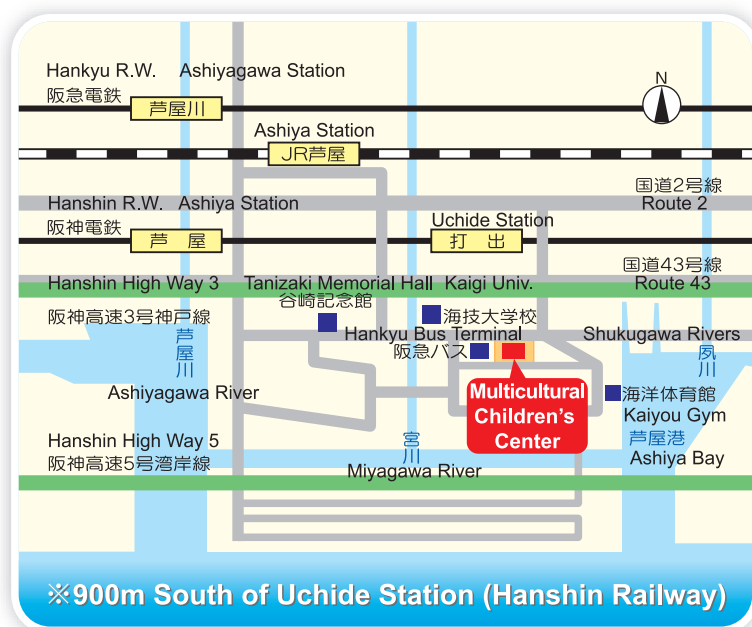 Hankyu R.W. Ashiyagawa Station
阪急電鉄
芦屋川
N
Ashiya Station
JR芦屋
国道2号線
Hanshin R.W. Ashiya Station
Route 2
阪神電鉄
芦 屋
Uchide Station
打 出
国道43号線
Hanshin High Way 3
Tanizaki Memorial Hall
Kaigi Univ.
Route 43
谷崎記念館
阪神高速3号神戸線
海技大学校
芦屋川
Hankyu Bus Terminal
Shukugawa Rivers
阪急バス
夙川
Ashiyagawa River
Multicultural
Children's
Center
海洋体育館
Kaiyou Gym
Hanshin High Way 5
宮川
芦屋港
阪神高速5号湾岸線
Miyagawa River
Ashiya Bay
※900m South of Uchide Station (Hanshin Railway)